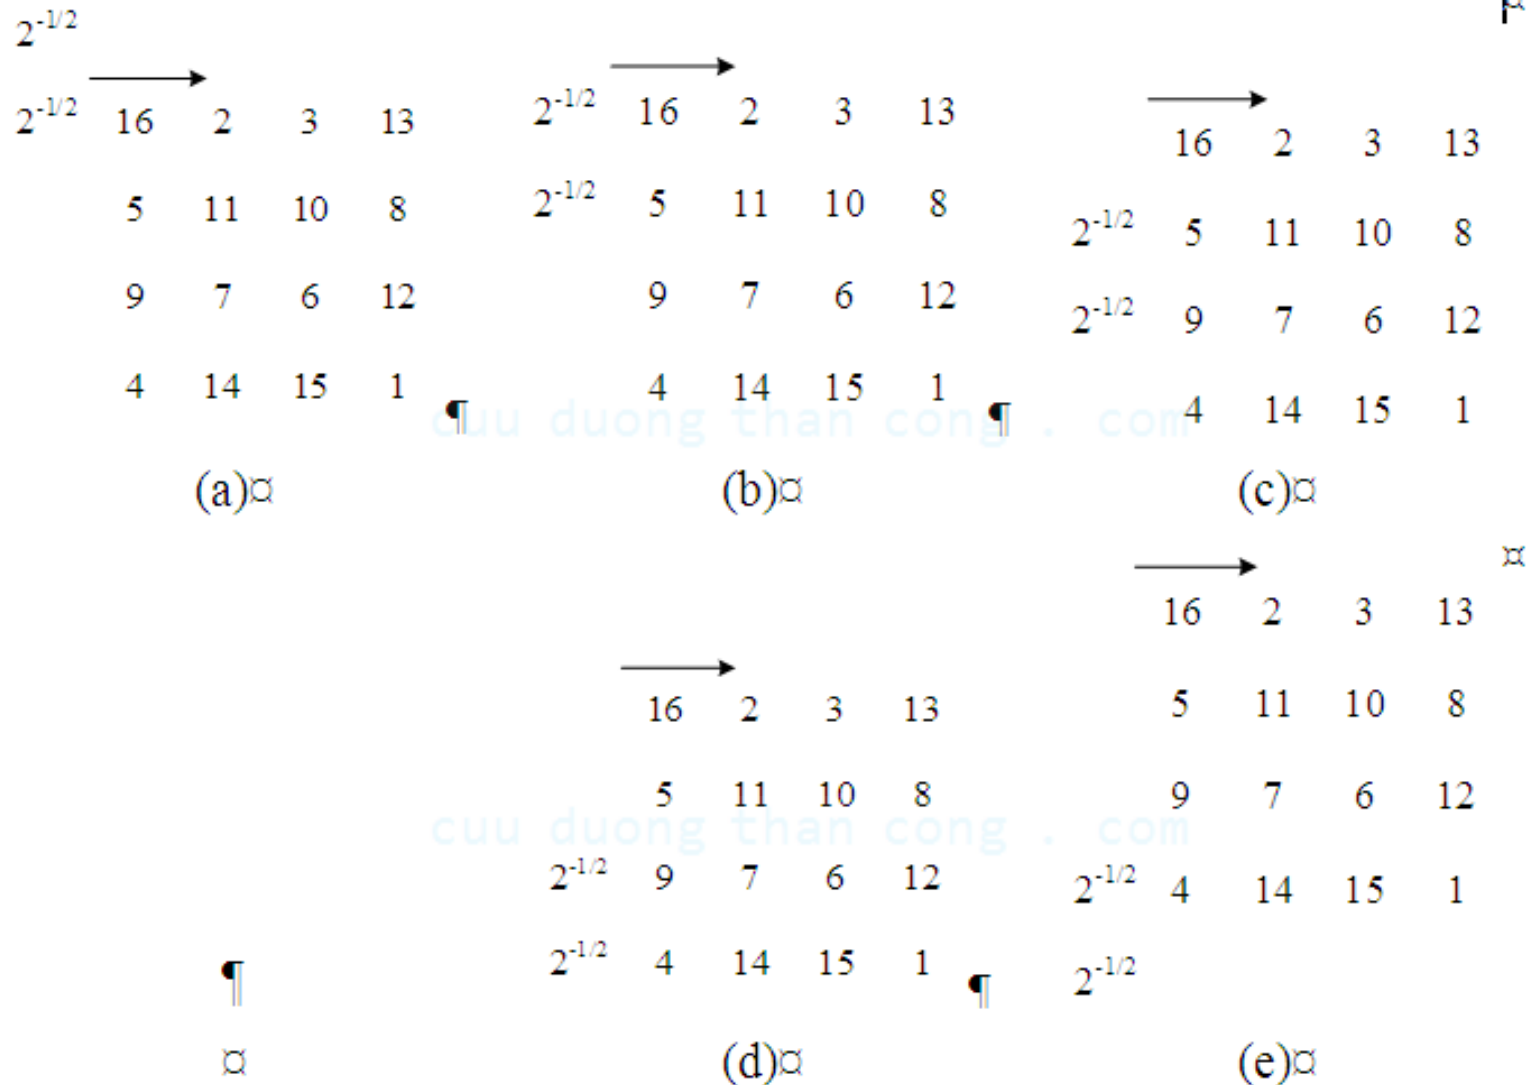 2^-1/2
2^-1/2 16 2 3 13
5 11 10 8
9 7 6 12
4 14 15 1 ¶
(a)¤
2^-1/2 16 2 3 13
2^-1/2 5 11 10 8
9 7 6 12
4 14 15 1 ¶
(b)¤
16 2 3 13
2^-1/2 5 11 10 8
2^-1/2 9 7 6 12
4 14 15 1
(c)¤
¤
cuu duong than cong . com
¶
¤
16 2 3 13
5 11 10 8
2^-1/2 9 7 6 12
2^-1/2 4 14 15 1 ¶
(d)¤
16 2 3 13
5 11 10 8
9 7 6 12
2^-1/2 4 14 15 1
2^-1/2
(e)¤
¤
cuu duong than cong . com